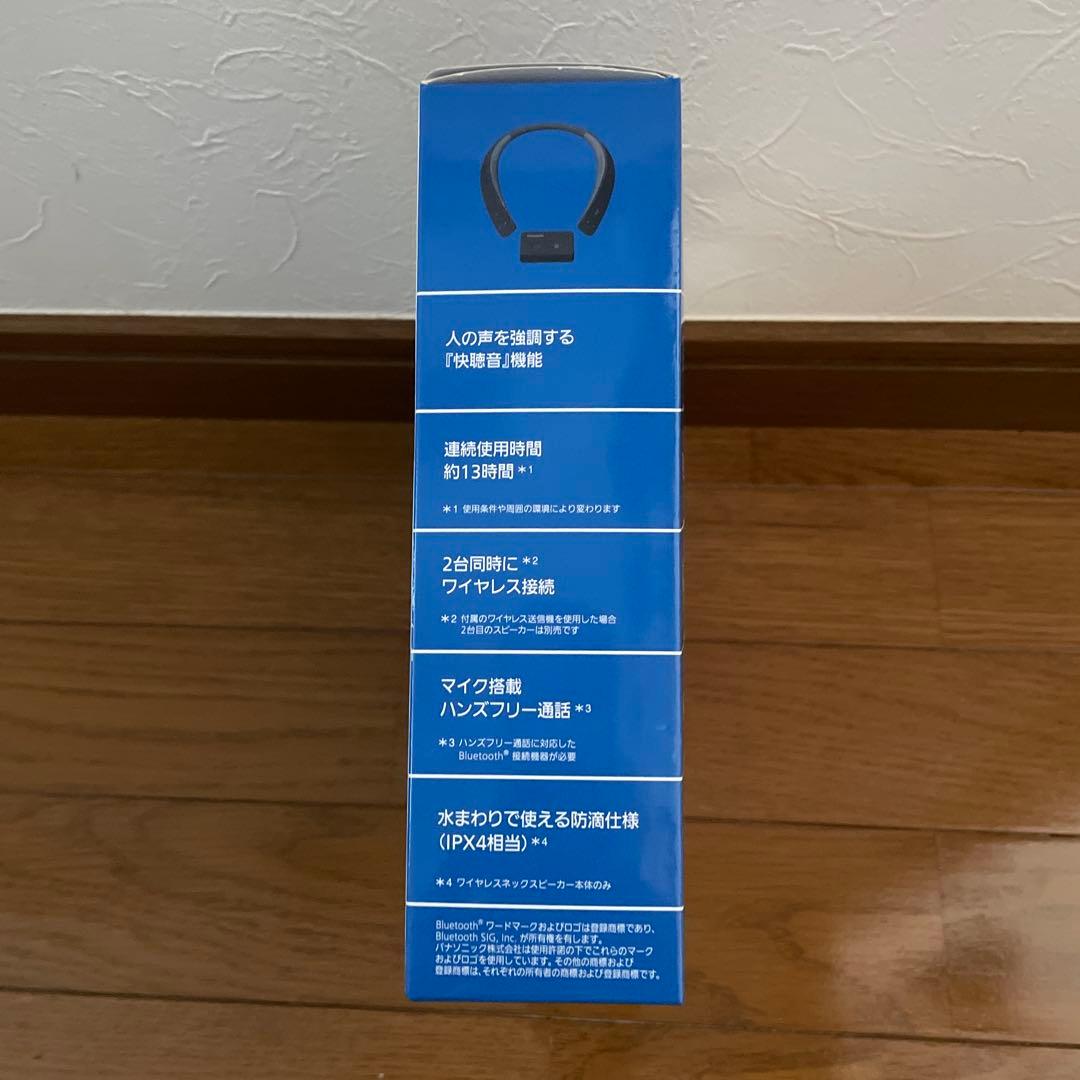 人の声を強調する
『快聴音』機能
連続使用時間
約13時間*1
*1 使用条件や周囲の環境により変わります
2台同時に*2
ワイヤレス接続
*2 付属のワイヤレス送信機を使用した場合
2台目のスピーカーは別売です
マイク搭載
ハンズフリー通話*3
*3 ハンズフリー通話に対応した
Bluetooth® 接続機器が必要
水まわりで使える防滴仕様
(IPX4相当)*4
*4 ワイヤレスネックスピーカー本体のみ
Bluetooth® ワードマークおよびロゴは登録商標であり、
Bluetooth SIG, Inc. が所有権を有します。
パナソニック株式会社は使用許諾の下でこれらのマーク
およびロゴを使用しています。その他の商標および
登録商標は、それぞれの所有者の商標および登録商標です。